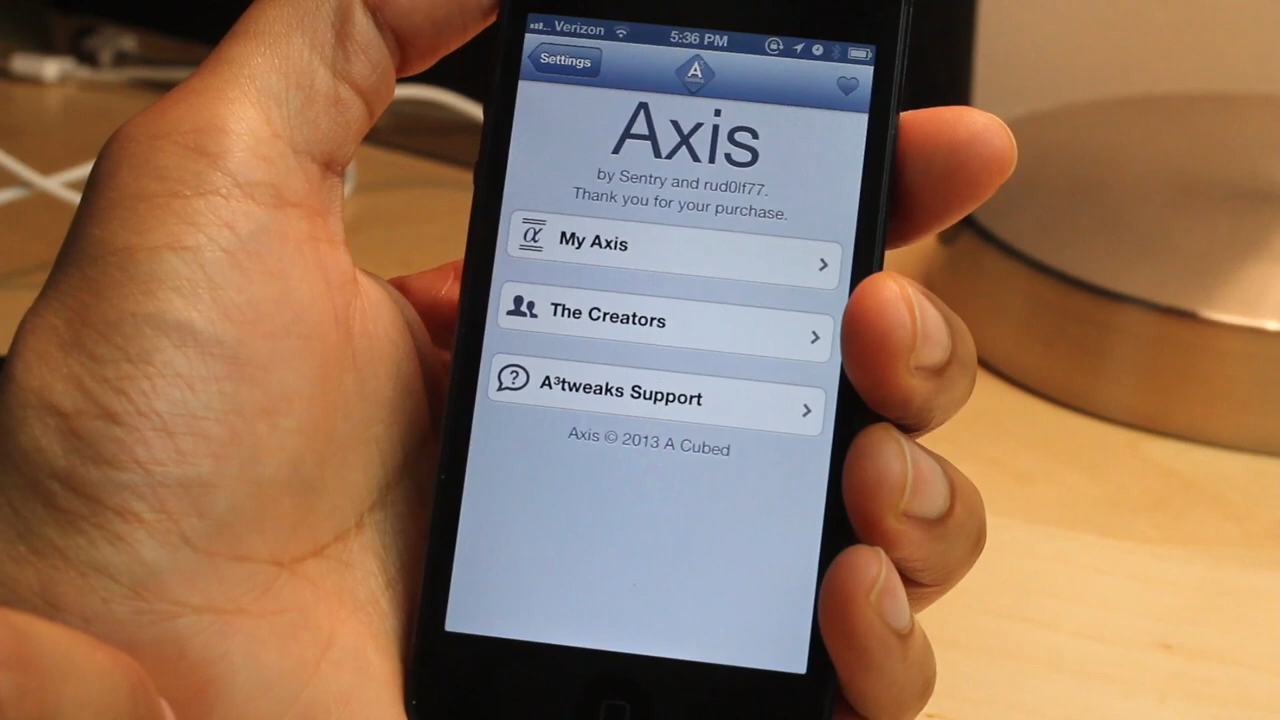 Verizon
5:36 PM
Settings
A
Axis
by Sentry and rud0lf77.
Thank you for your purchase.
α My Axis
The Creators
? A³tweaks Support
Axis © 2013 A Cubed